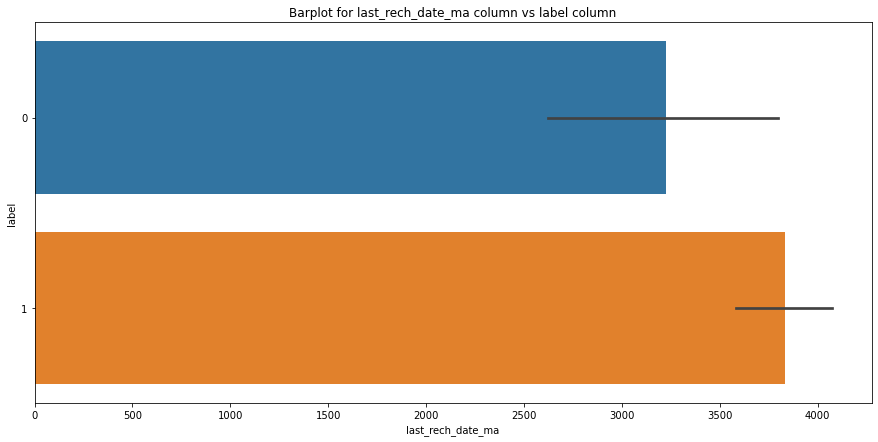 Barplot for last_rech_date_ma column vs label column
label
0
1
0 500 1000 1500 2000 2500 3000 3500 4000
last_rech_date_ma